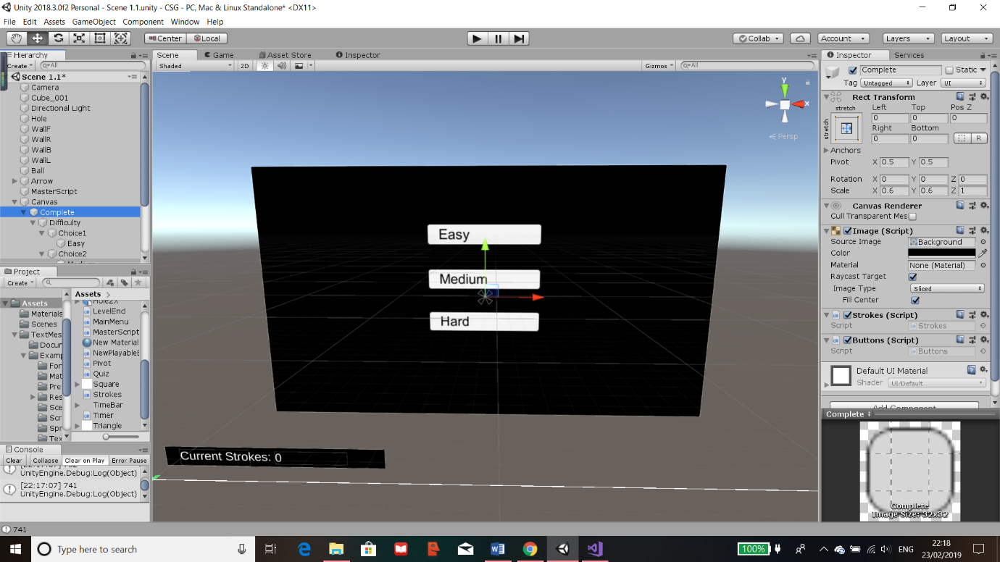 Unity 2018.3.0f2 Personal - Scene 1.1.unity - CSG - PC, Mac & Linux Standalone* <DX11>
File Edit Assets GameObject Component Window Help
Center Local Collab Account Layers Layout
Hierarchy
Create All
Scene 1.1*
Camera
Cube_001
Directional Light
Hole
WallF
WallR
WallB
WallL
Ball
Arrow
MasterScript
Canvas
Complete
Difficulty
Choice1
Easy
Choice2
Scene Game Asset Store Inspector
Shaded 2D Gizmos All
y
x
Persp
Easy
Medium
Hard
Current Strokes: 0
Project
Create
Assets
Materials
Scenes
TextMes
Docum
Examp
Fon
Mat
Pre
Res
Sce
Scr
Spr
Tex
Assets
Hole2X
LevelEnd
MainMenu
MasterScript
New Material
NewPlayableB
Pivot
Quiz
Square
Strokes
TimeBar
Timer
Triangle
Console
Clear Collapse Clear on Play Error Pause
[22:17:07] 732
UnityEngine.Debug:Log(Object)
[22:17:07] 741
UnityEngine.Debug:Log(Object)
741
Inspector Services
Complete Static
Tag Untagged Layer UI
Rect Transform
stretch Left Top Pos Z
stretch 0 0 0
Right Bottom
0 0 R
Anchors
Pivot X 0.5 Y 0.5
Rotation X 0 Y 0 Z 0
Scale X 0.6 Y 0.6 Z 1
Canvas Renderer
Cull Transparent Mes
Image (Script)
Source Image Background
Color
Material None (Material)
Raycast Target
Image Type Sliced
Fill Center
Strokes (Script)
Script Strokes
Buttons (Script)
Script Buttons
Default UI Material
Shader UI/Default
Add Component
Complete
Complete
Image Size: 32x32
Type here to search
100%
ENG
22:18
23/02/2019